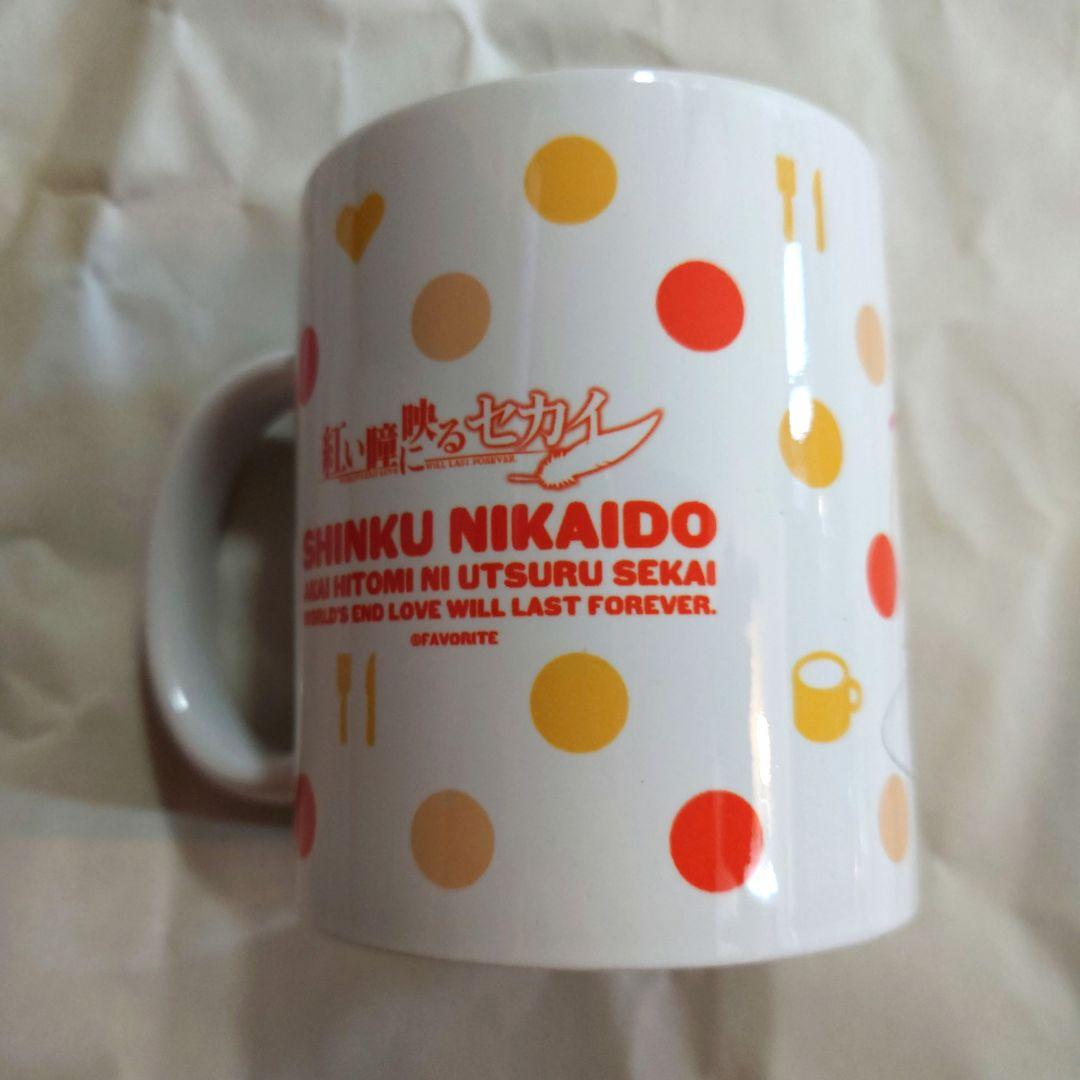 紅い瞳に映るセカイ
WILL LAST FOREVER.
SHINKU NIKAIDO
AKAI HITOMI NI UTSURU SEKAI
WORLD'S END LOVE WILL LAST FOREVER.
©FAVORITE